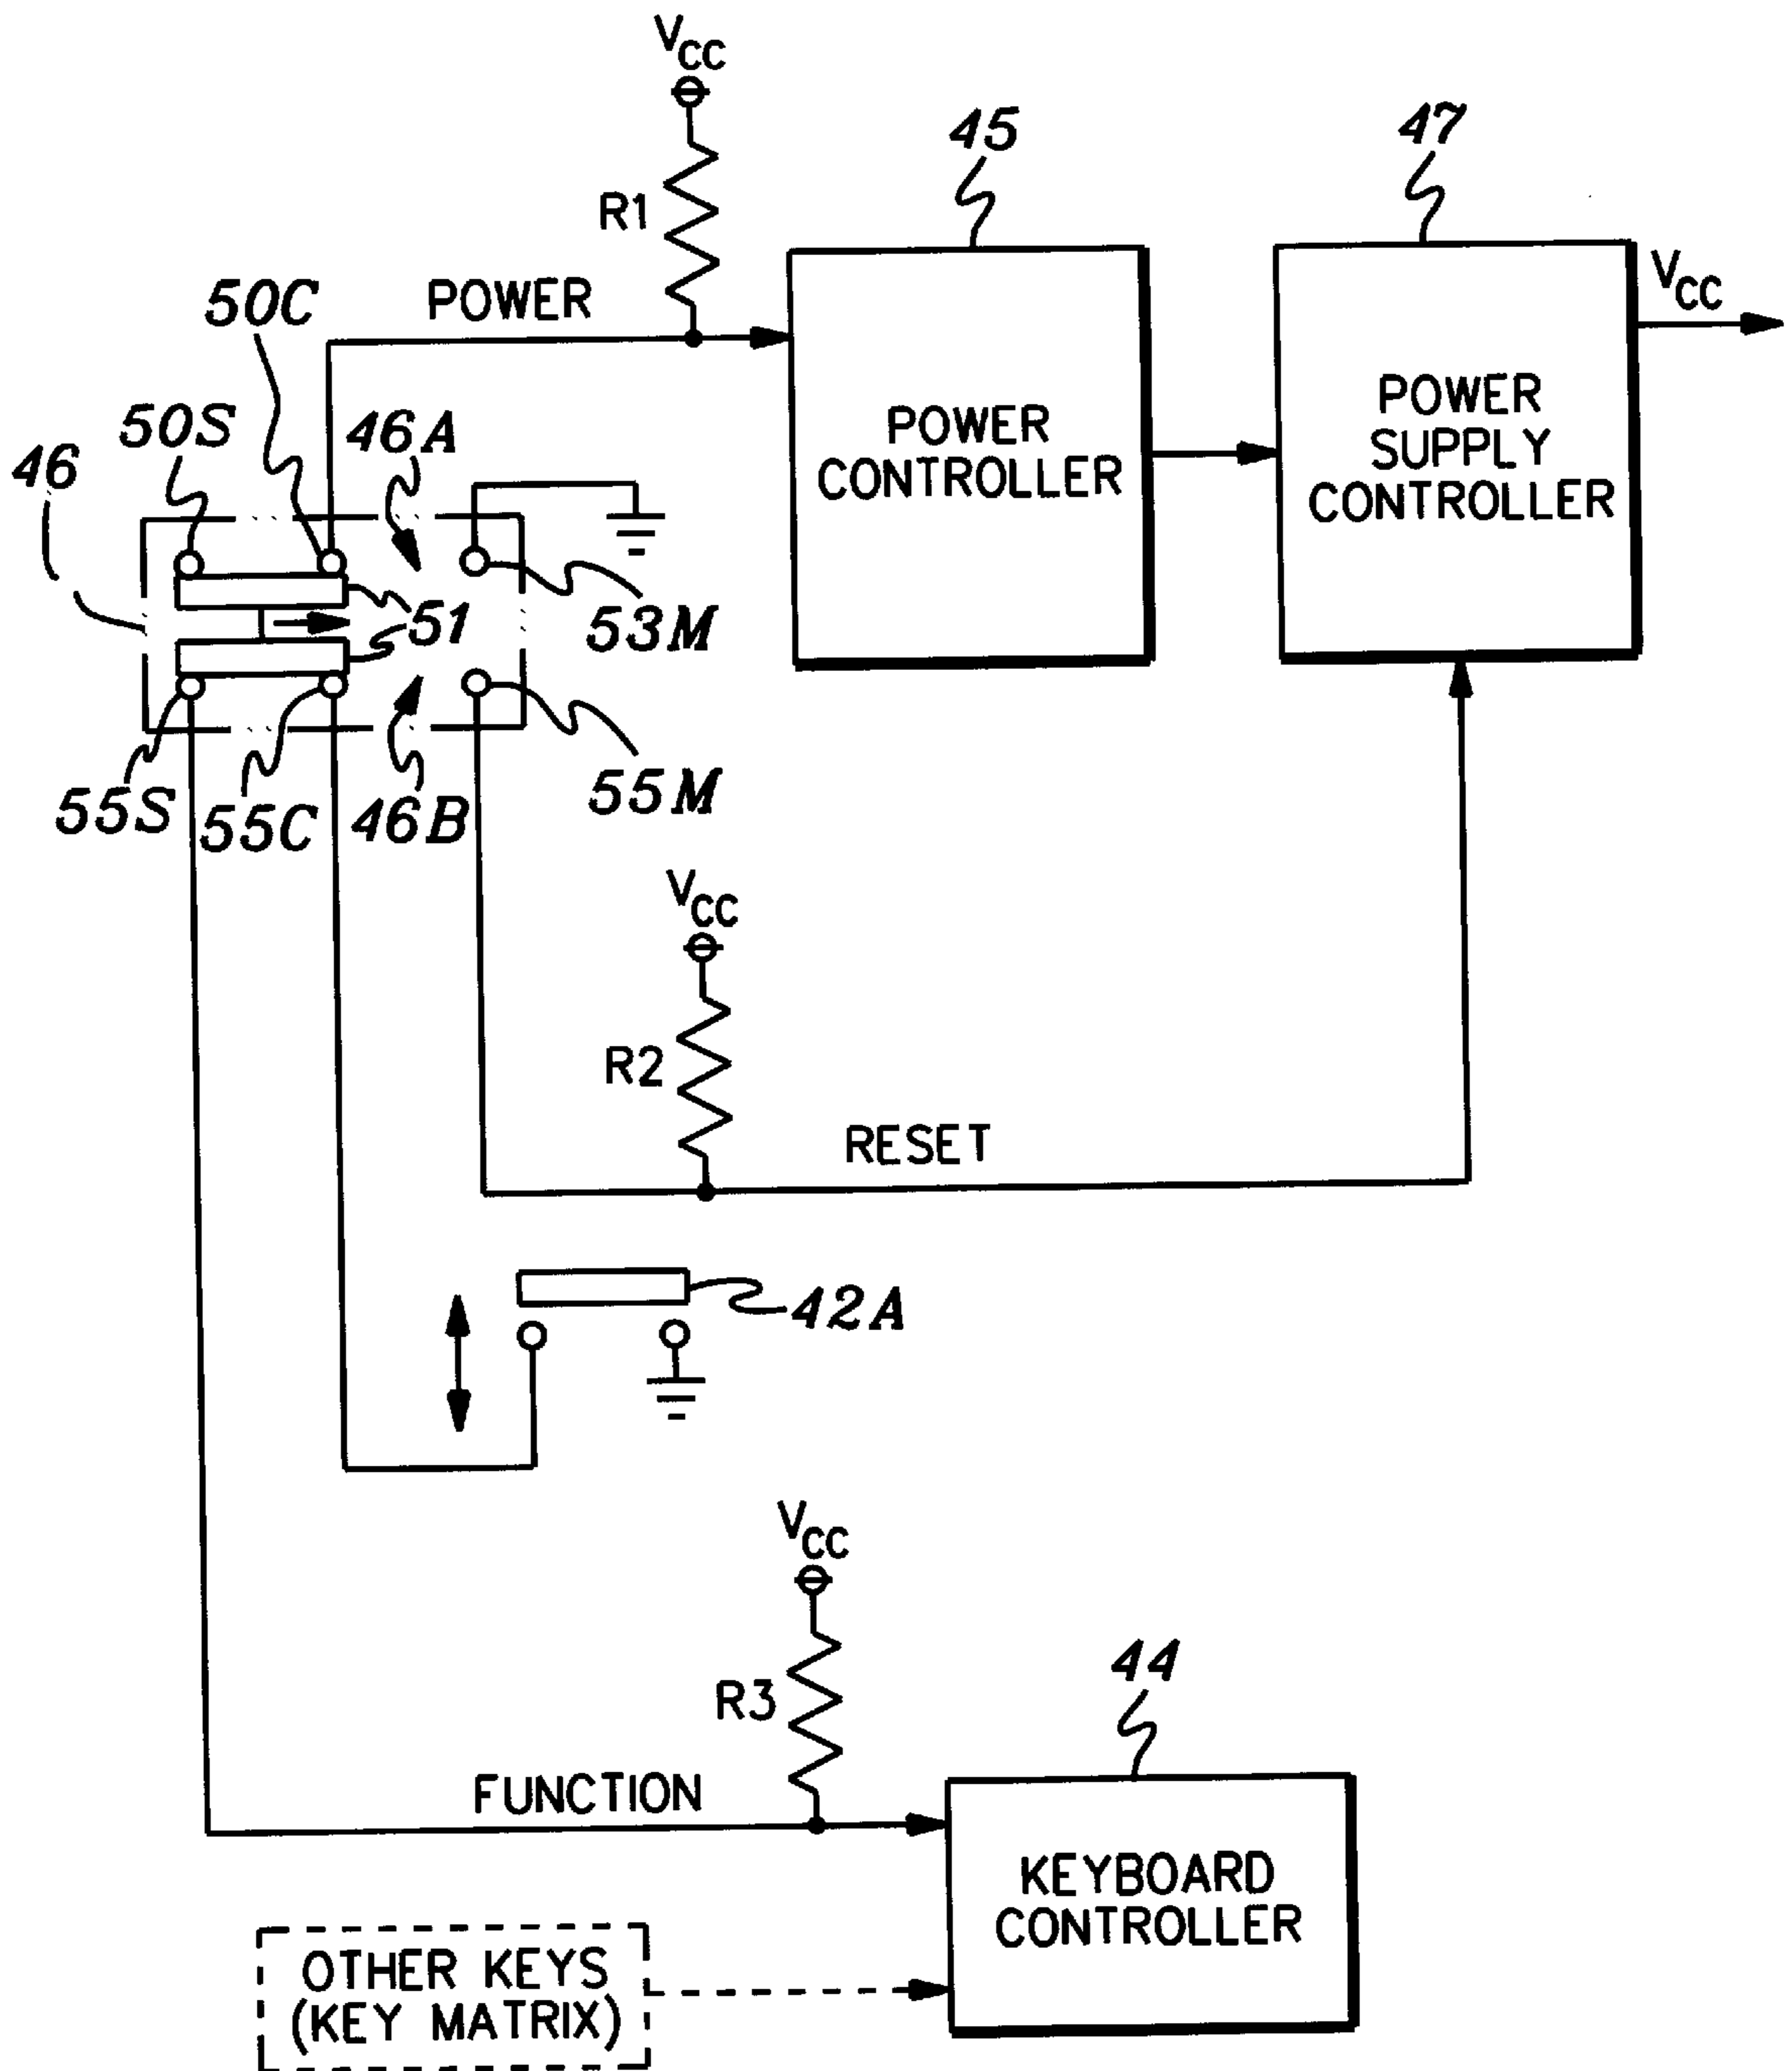 VCC
45
47
R1
50C
POWER
VCC
50S
46A
46
POWER
CONTROLLER
POWER
SUPPLY
CONTROLLER
51
53M
55S
55C
46B
55M
VCC
R2
RESET
42A
VCC
R3
44
FUNCTION
KEYBOARD
CONTROLLER
OTHER KEYS
(KEY MATRIX)